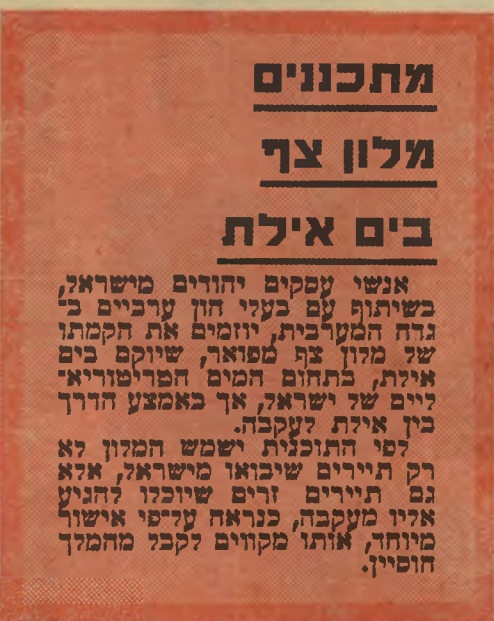 מתכננים
מלון צף
בים אילת
אנשי עסקים יהודים מישראל,
בשיתוף עם בעלי הון ערביים ב־
גדה המערבית, יוזמים את הקמתו
של מלון צף מפואר, שיוקם בים
אילת, בתחום המים הטריטוריא־
ליים של ישראל, אך באמצע הדרך
בין אילת לעקבה.
לפי התוכנית ישמש המלון לא
רק תיירים שיבואו מישראל, אלא
גם תיירים זרים שיוכלו להגיע
אליו מעקבה, כנראה על־פי אישור
מיוחד, אותו מקווים לקבל מהמלך
חוסיין.